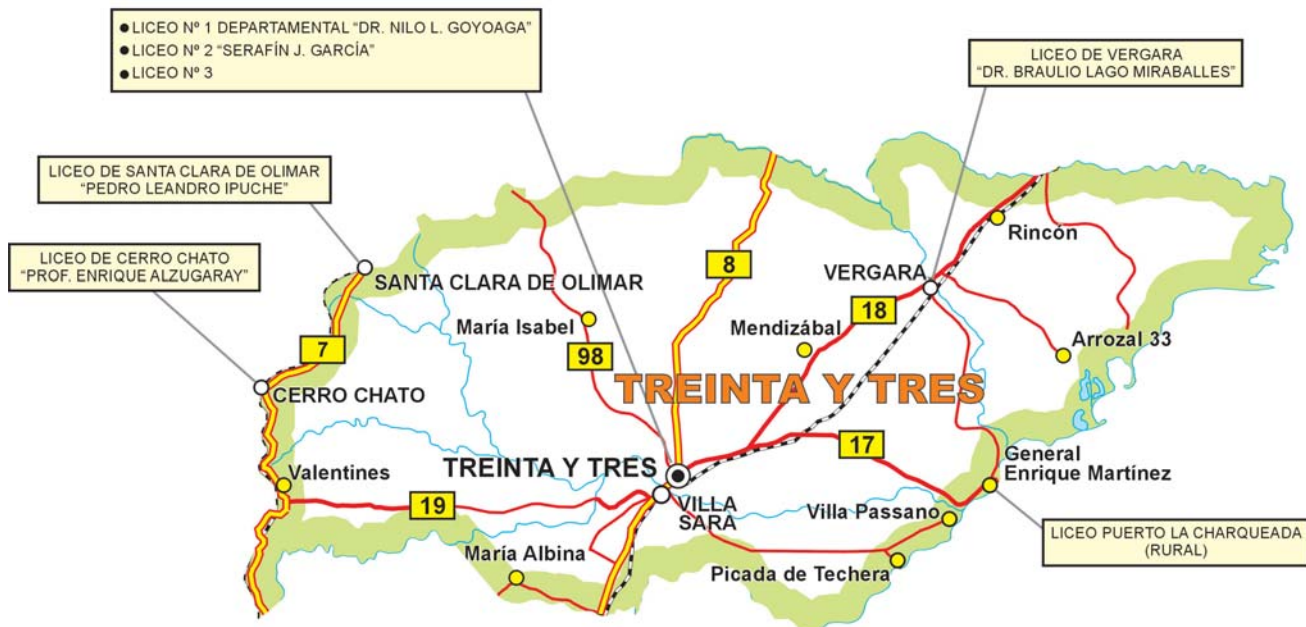 ● LICEO Nº 1 DEPARTAMENTAL “DR. NILO L. GOYOAGA”
● LICEO Nº 2 “SERAFÍN J. GARCÍA”
● LICEO Nº 3
LICEO DE VERGARA
“DR. BRAULIO LAGO MIRABALLES”
LICEO DE SANTA CLARA DE OLIMAR
“PEDRO LEANDRO IPUCHE”
LICEO DE CERRO CHATO
“PROF. ENRIQUE ALZUGARAY”
Rincón
8
SANTA CLARA DE OLIMAR
VERGARA
18
María Isabel
Mendizábal
7
98
Arrozal 33
TREINTA Y TRES
CERRO CHATO
17
General
Enrique Martínez
TREINTA Y TRES
Valentines
19
VILLA
SARA
Villa Passano
LICEO PUERTO LA CHARQUEADA
(RURAL)
María Albina
Picada de Techera